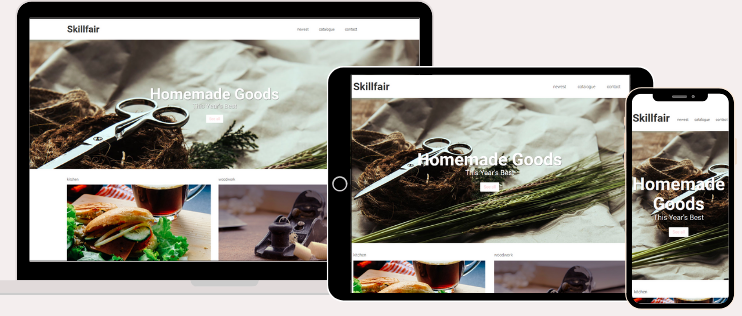 Skillfair
newest catalogue contact
Homemade Goods
This Year's Best
kitchen woodwork
Skillfair
newest catalogue contact
Homemade Goods
This Year's Best
kitchen woodwork
Skillfair
newest catalogue contact
Homemade
Goods
This Year's Best
kitchen